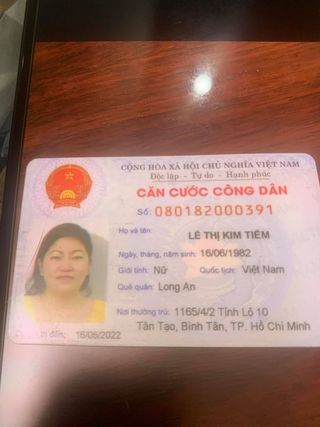 CỘNG HÒA XÃ HỘI CHỦ NGHĨA VIỆT NAM
Độc lập - Tự do - Hạnh phúc
CĂN CƯỚC CÔNG DÂN
Số: 080182000391
Họ và tên:
LÊ THỊ KIM TIẾM
Ngày, tháng, năm sinh: 16/06/1982
Giới tính: Nữ Quốc tịch: Việt Nam
Quê quán: Long An
Nơi thường trú: 1165/4/2 Tỉnh Lộ 10
Tân Tạo, Bình Tân, TP. Hồ Chí Minh
đến: 16/06/2022